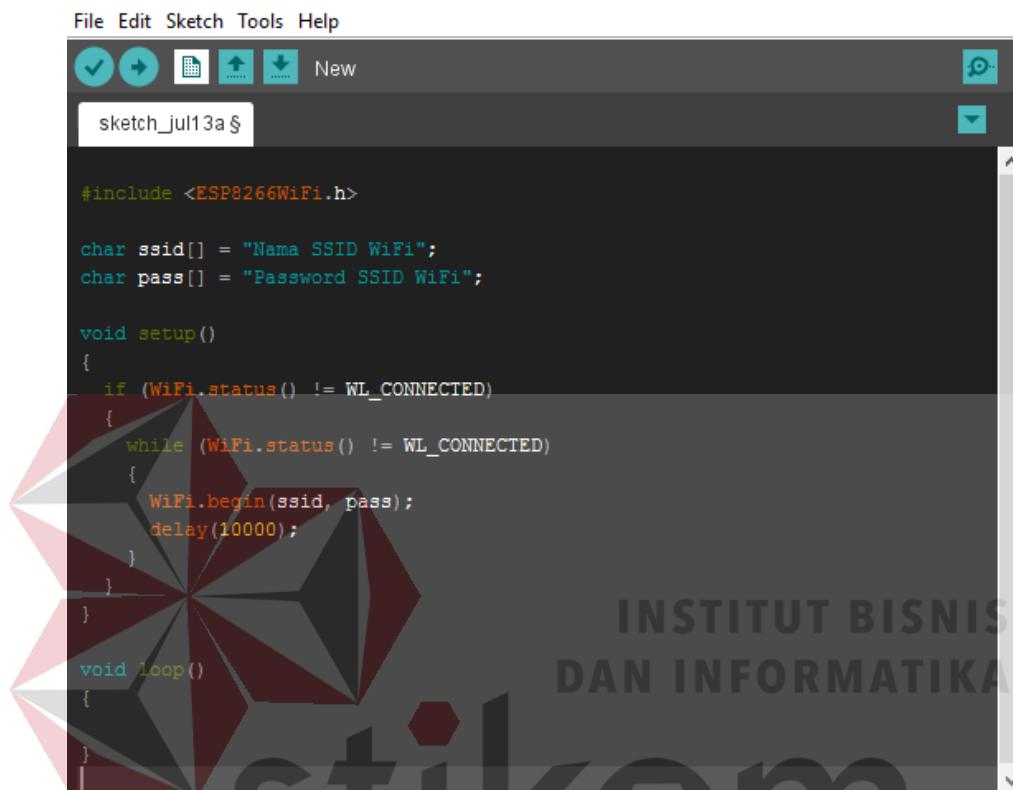 File Edit Sketch Tools Help
New
sketch_jul13a §
#include <ESP8266WiFi.h>
char ssid[] = "Nama SSID WiFi";
char pass[] = "Password SSID WiFi";
void setup()
{
if (WiFi.status() != WL_CONNECTED)
{
while (WiFi.status() != WL_CONNECTED)
{
WiFi.begin(ssid, pass);
delay(10000);
}
}
}
void loop()
{
}
INSTITUT BISNIS
DAN INFORMATIKA
stikom